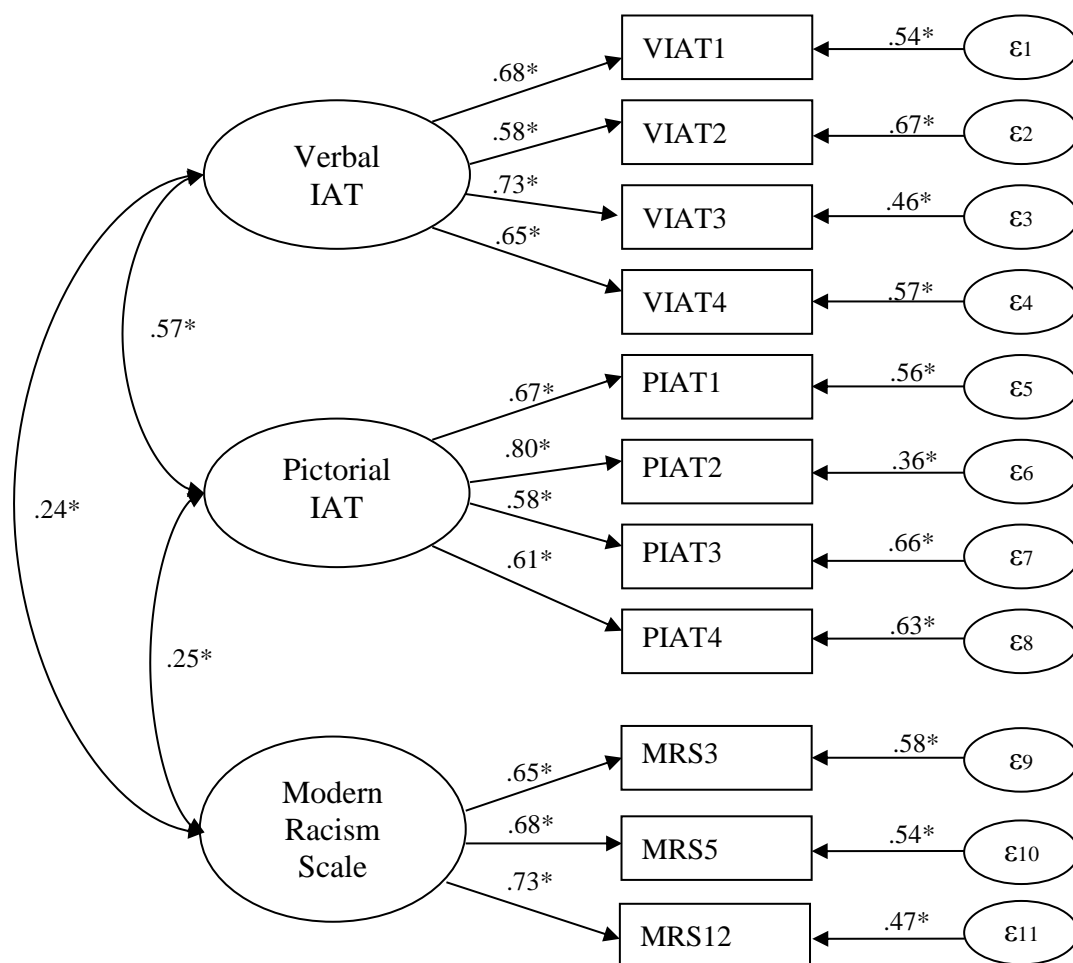 VIAT1
.54*
ε1
.68*
VIAT2
.67*
ε2
.58*
Verbal
IAT
.73*
VIAT3
.46*
ε3
.65*
VIAT4
.57*
ε4
.57*
PIAT1
.56*
ε5
.67*
.80*
PIAT2
.36*
ε6
Pictorial
IAT
.24*
.58*
PIAT3
.66*
ε7
.61*
PIAT4
.63*
ε8
.25*
MRS3
.58*
ε9
.65*
Modern
Racism
Scale
.68*
MRS5
.54*
ε10
.73*
MRS12
.47*
ε11